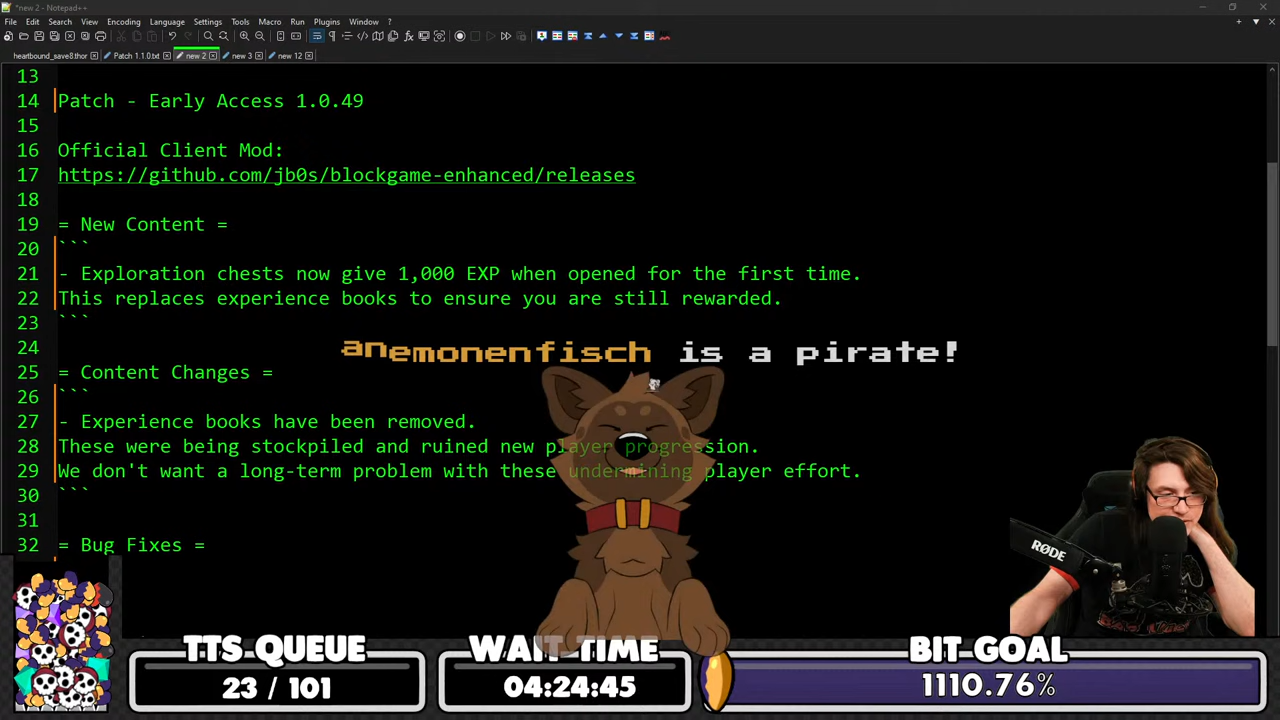 *new 2 - Notepad++
File Edit Search View Encoding Language Settings Tools Macro Run Plugins Window ?
heartbound_save8.thor Patch 1.1.0.txt new 2 new 3 new 12
13
14 Patch - Early Access 1.0.49
15
16 Official Client Mod:
17 https://github.com/jb0s/blockgame-enhanced/releases
18
19 = New Content =
20 ```
21 - Exploration chests now give 1,000 EXP when opened for the first time.
22 This replaces experience books to ensure you are still rewarded.
23 ```
24
anemonenfisch is a pirate!
25 = Content Changes =
26 ```
27 - Experience books have been removed.
28 These were being stockpiled and ruined new player progression.
29 We don't want a long-term problem with these undermining player effort.
30 ```
31
32 = Bug Fixes =
RØDE
TTS QUEUE WAIT TIME BIT GOAL
23 / 101 04:24:45 1110.76%